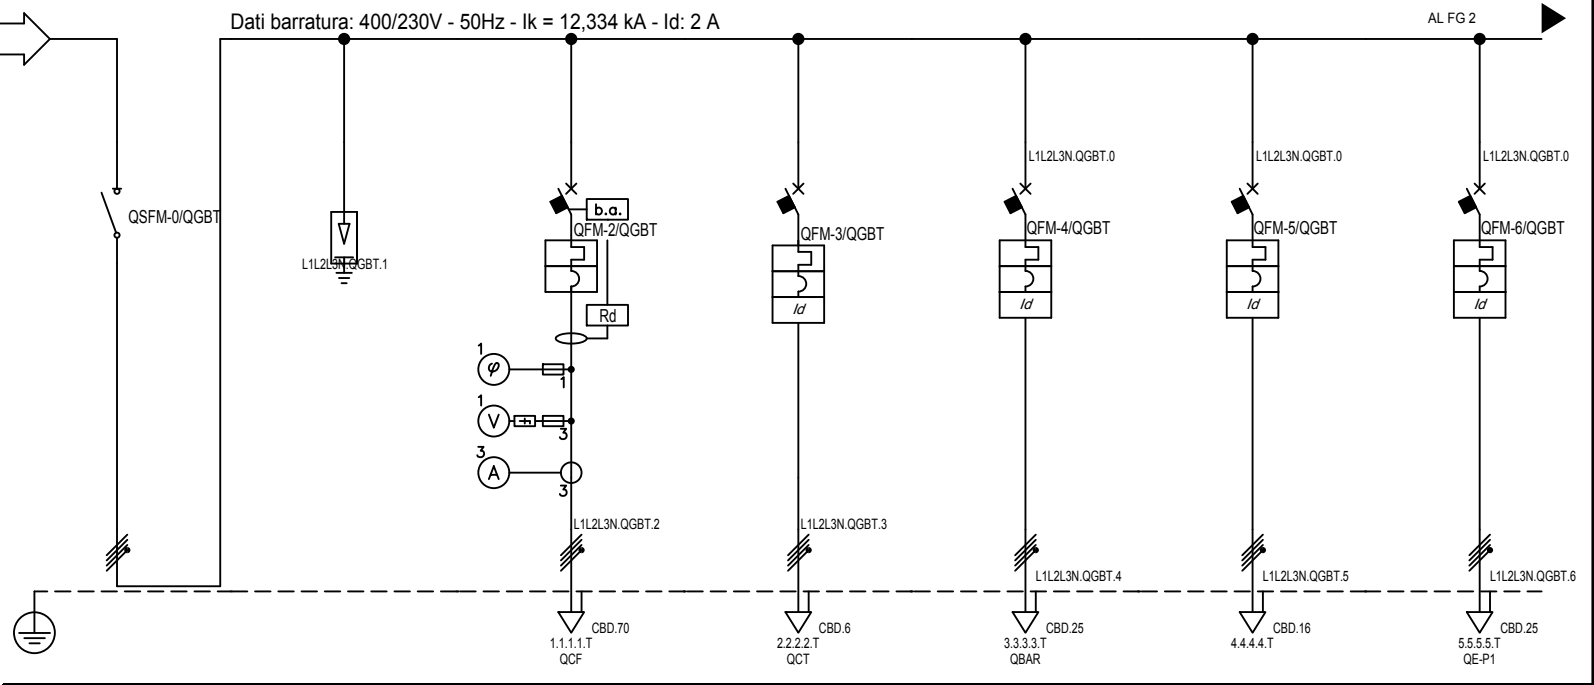 Dati barratura: 400/230V - 50Hz - Ik = 12,334 kA - Id: 2 A
AL FG 2
L1L2L3N.QGBT.0
L1L2L3N.QGBT.0
L1L2L3N.QGBT.0
QSFM-0/QGBT
b.a.
QFM-2/QGBT
QFM-3/QGBT
QFM-4/QGBT
QFM-5/QGBT
QFM-6/QGBT
L1L2L3N.QGBT.1
Id
Id
Id
Id
Rd
1
φ
1
1
V
3
3
A
3
L1L2L3N.QGBT.2
L1L2L3N.QGBT.3
L1L2L3N.QGBT.4
L1L2L3N.QGBT.5
L1L2L3N.QGBT.6
CBD.70
CBD.6
CBD.25
CBD.16
CBD.25
1.1.1.1.T
2.2.2.2.T
3.3.3.3.T
4.4.4.4.T
5.5.5.5.T
QCF
QCT
QBAR
QE-P1